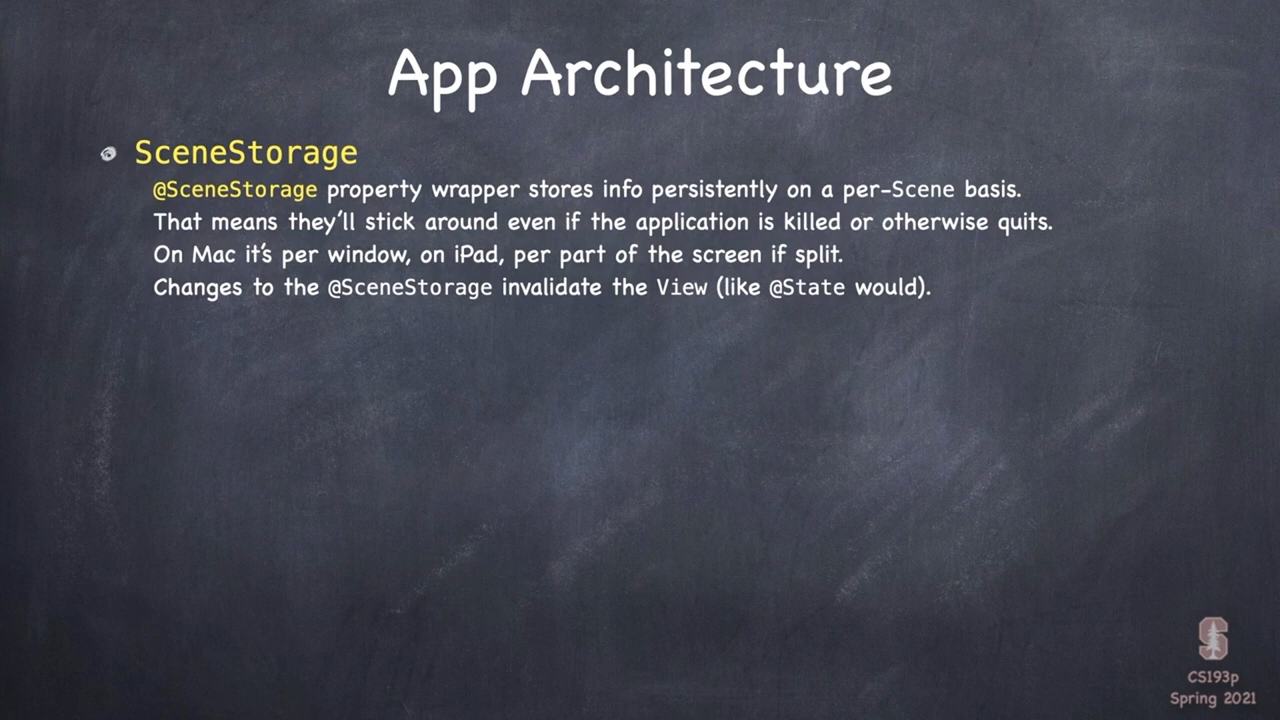 App Architecture
SceneStorage
@SceneStorage property wrapper stores info persistently on a per-Scene basis.
That means they'll stick around even if the application is killed or otherwise quits.
On Mac it's per window, on iPad, per part of the screen if split.
Changes to the @SceneStorage invalidate the View (like @State would).
S
CS193p
Spring 2021